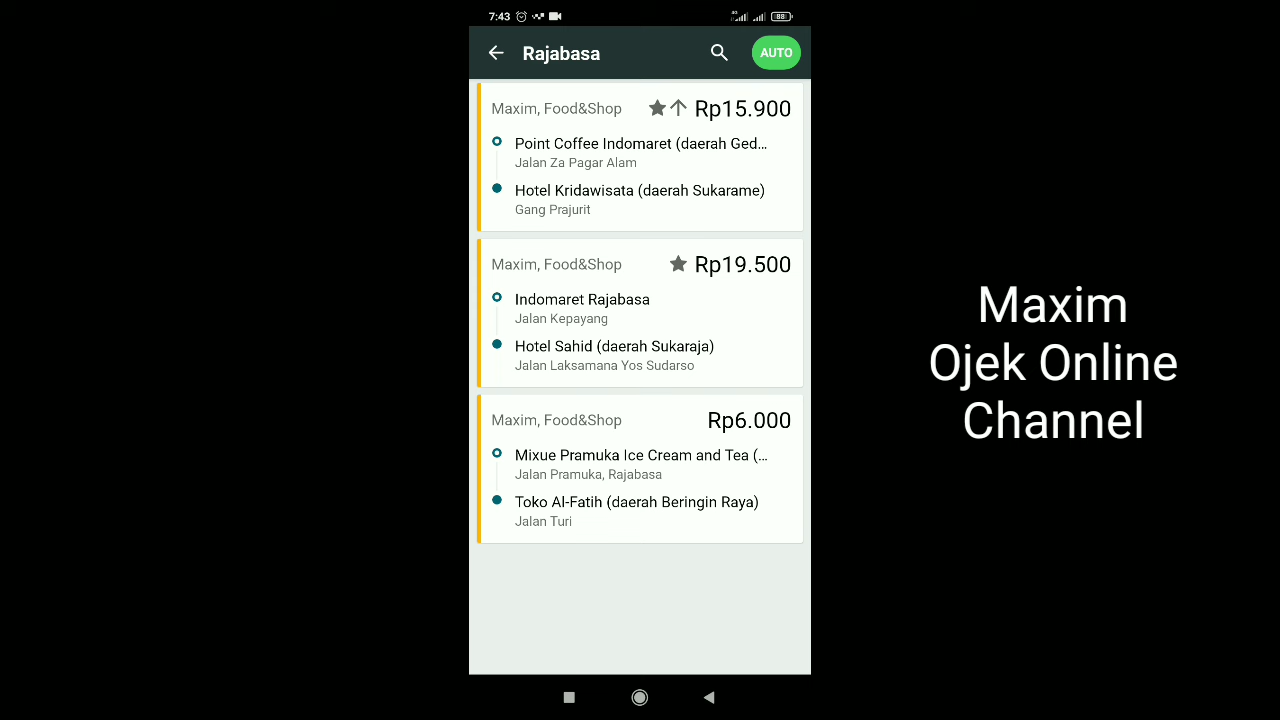 7:43
4G
88
Rajabasa
AUTO
Maxim, Food&Shop
Rp15.900
Point Coffee Indomaret (daerah Ged…
Jalan Za Pagar Alam
Hotel Kridawisata (daerah Sukarame)
Gang Prajurit
Maxim, Food&Shop
Rp19.500
Indomaret Rajabasa
Jalan Kepayang
Hotel Sahid (daerah Sukaraja)
Jalan Laksamana Yos Sudarso
Maxim, Food&Shop
Rp6.000
Mixue Pramuka Ice Cream and Tea (…
Jalan Pramuka, Rajabasa
Toko Al-Fatih (daerah Beringin Raya)
Jalan Turi
Maxim
Ojek Online
Channel